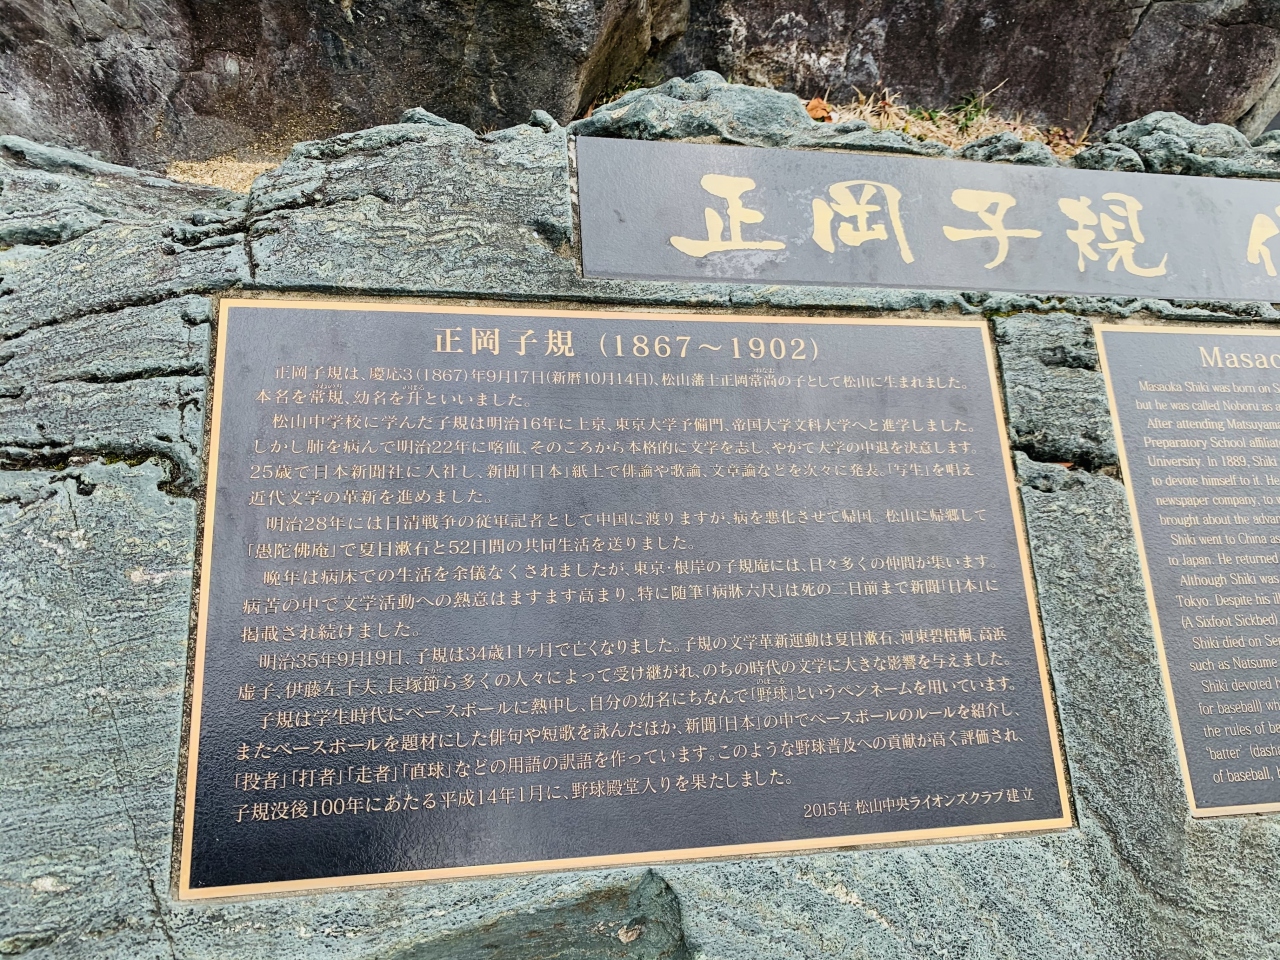 正岡子規
正岡子規 (1867～1902)
正岡子規は、慶応3(1867)年9月17日(新暦10月14日)、松山藩士正岡常尚の子として松山に生まれました。
本名を常規、幼名を升といいました。
松山中学校に学んだ子規は明治16年に上京、東京大学予備門、帝国大学文科大学へと進学しました。
しかし肺を病んで明治22年に喀血、そのころから本格的に文学を志し、やがて大学の中退を決意します。
25歳で日本新聞社に入社し、新聞「日本」紙上で俳論や歌論、文章論などを次々に発表。「写生」を唱え
近代文学の革新を進めました。
明治28年には日清戦争の従軍記者として中国に渡りますが、病を悪化させて帰国。松山に帰郷して
「愚陀佛庵」で夏目漱石と52日間の共同生活を送りました。
晩年は病床での生活を余儀なくされましたが、東京・根岸の子規庵には、日々多くの仲間が集います。
病苦の中で文学活動への熱意はますます高まり、特に随筆「病牀六尺」は死の二日前まで新聞「日本」に
掲載され続けました。
明治35年9月19日、子規は34歳11ヶ月で亡くなりました。子規の文学革新運動は夏目漱石、河東碧梧桐、高浜
虚子、伊藤左千夫、長塚節ら多くの人々によって受け継がれ、のちの時代の文学に大きな影響を与えました。
子規は学生時代にベースボールに熱中し、自分の幼名にちなんで「野球」というペンネームを用いています。
またベースボールを題材にした俳句や短歌を詠んだほか、新聞「日本」の中でベースボールのルールを紹介し、
「投者」「打者」「走者」「直球」などの用語の訳語を作っています。このような野球普及への貢献が高く評価され、
子規没後100年にあたる平成14年1月に、野球殿堂入りを果たしました。
2015年 松山中央ライオンズクラブ建立
Masao
Masaoka Shiki was born on S
but he was called Noboru as
After attending Matsuyama
Preparatory School affilia
University. In 1889, Shiki
to devote himself to it. He
newspaper company, to
brought about the advan
Shiki went to China as
to Japan. He returned
Although Shiki was
Tokyo. Despite his ill
(A Sixfoot Sickbed)
Shiki died on Se
such as Natsume
Shiki devoted h
for baseball) wh
the rules of ba
'batter' (dash
of baseball, h